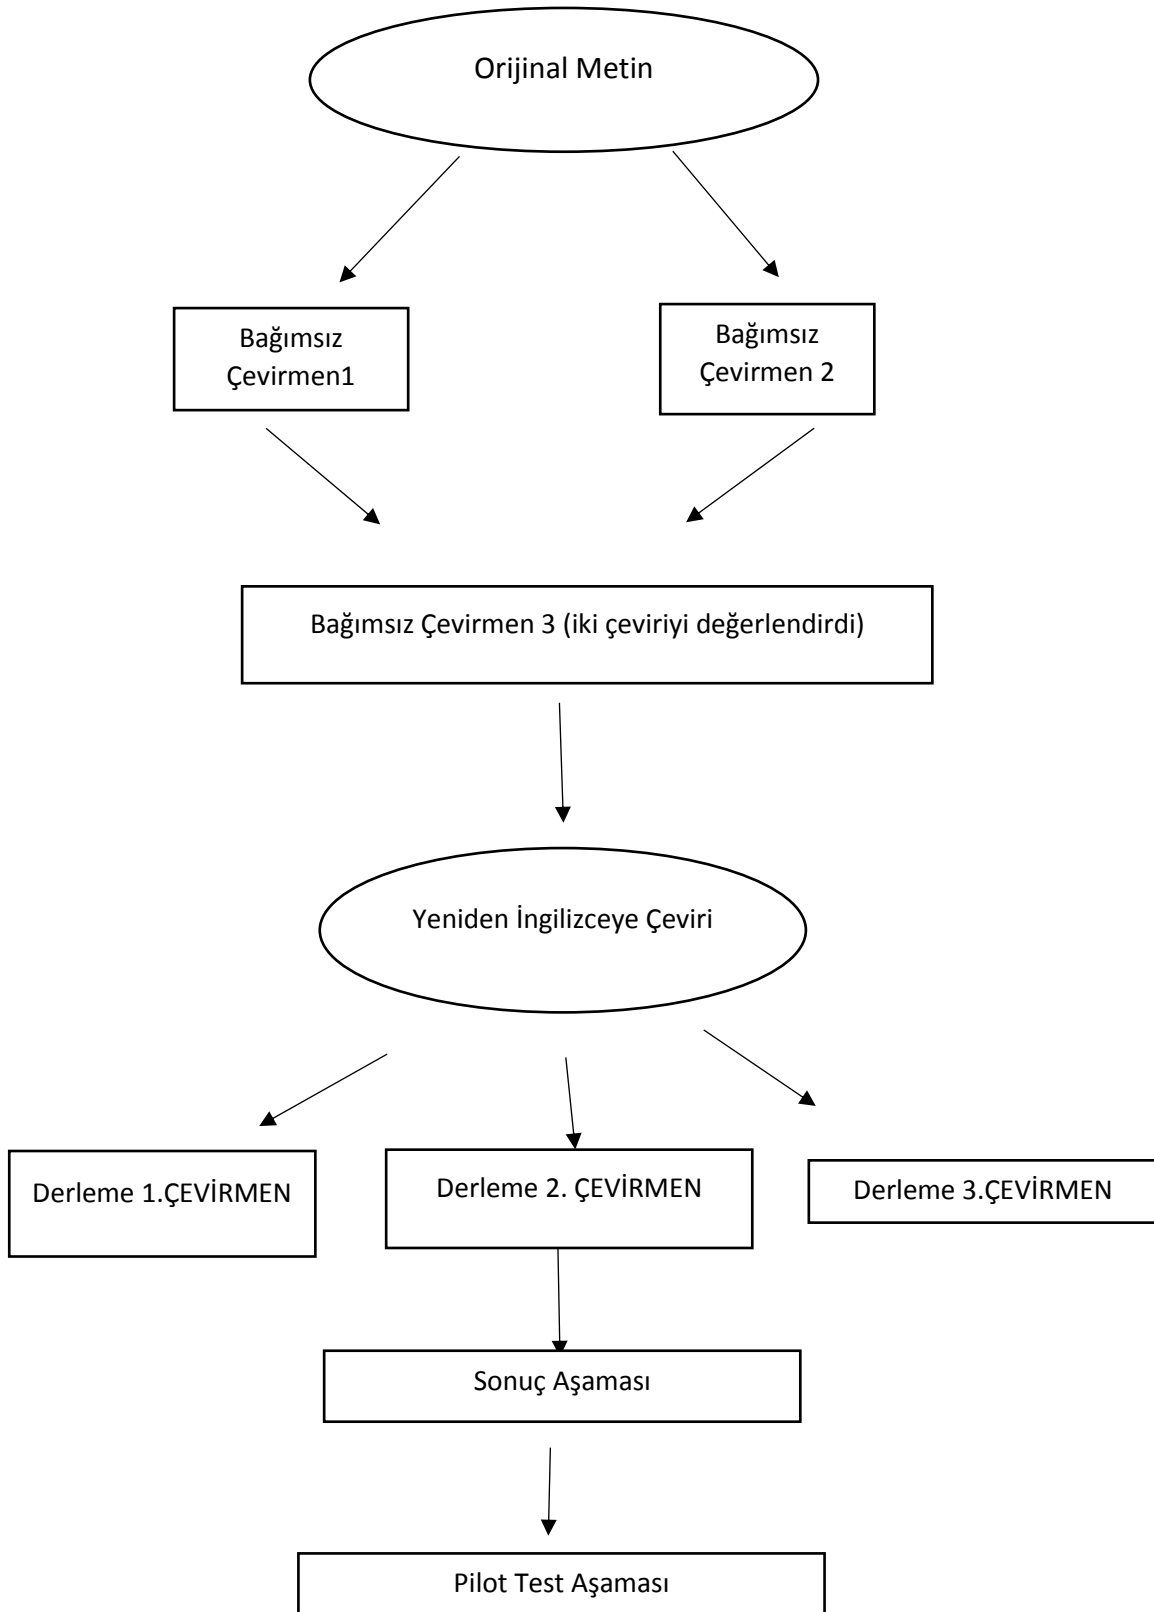 Orijinal Metin
Bağımsız
Çevirmen1
Bağımsız
Çevirmen 2
Bağımsız Çevirmen 3 (iki çeviriyi değerlendirdi)
Yeniden İngilizceye Çeviri
Derleme 1.ÇEVİRMEN
Derleme 2. ÇEVİRMEN
Derleme 3.ÇEVİRMEN
Sonuç Aşaması
Pilot Test Aşaması